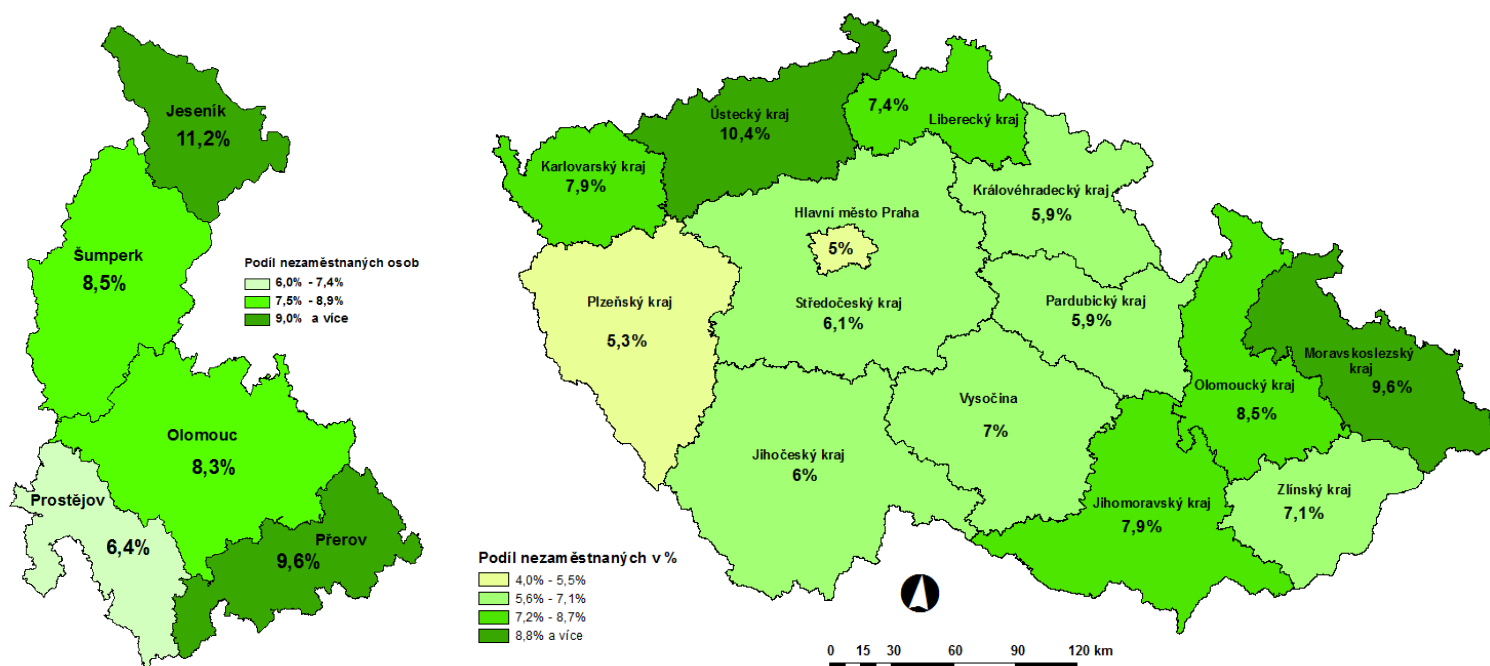 Jeseník
11,2%
Šumperk
8,5%
Podíl nezaměstnaných osob
6,0% - 7,4%
7,5% - 8,9%
9,0% a více
Olomouc
8,3%
Prostějov
6,4%
Přerov
9,6%
Ústecký kraj
10,4%
7,4%
Liberecký kraj
Karlovarský kraj
7,9%
Královéhradecký kraj
5,9%
Hlavní město Praha
5%
Plzeňský kraj
5,3%
Středočeský kraj
6,1%
Pardubický kraj
5,9%
Moravskoslezský
kraj
9,6%
Olomoucký kraj
8,5%
Vysočina
7%
Jihočeský kraj
6%
Jihomoravský kraj
7,9%
Zlínský kraj
7,1%
Podíl nezaměstnaných v %
4,0% - 5,5%
5,6% - 7,1%
7,2% - 8,7%
8,8% a více
0 15 30 60 90 120 km